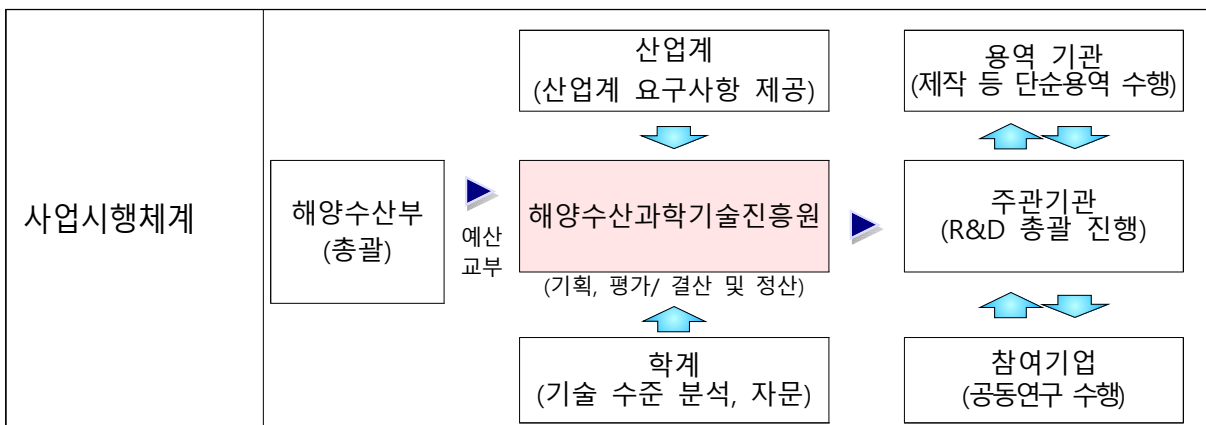 사업시행체계
해양수산부
(총괄)
예산
교부
산업계
(산업계 요구사항 제공)
해양수산과학기술진흥원
(기획, 평가/ 결산 및 정산)
학계
(기술 수준 분석, 자문)
용역 기관
(제작 등 단순용역 수행)
주관기관
(R&D 총괄 진행)
참여기업
(공동연구 수행)